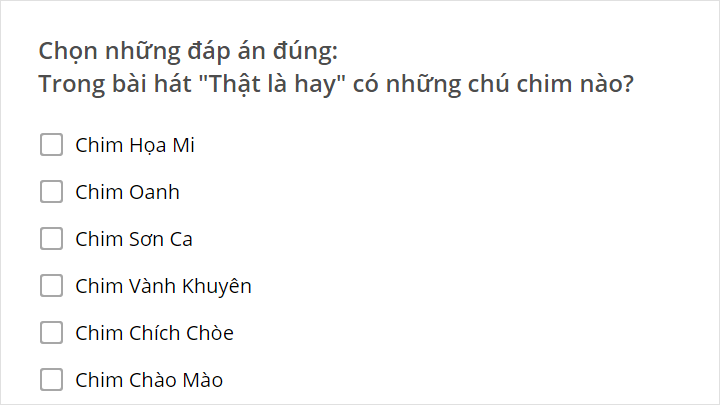 Chọn những đáp án đúng:
Trong bài hát "Thật là hay" có những chú chim nào?
Chim Họa Mi
Chim Oanh
Chim Sơn Ca
Chim Vành Khuyên
Chim Chích Chòe
Chim Chào Mào